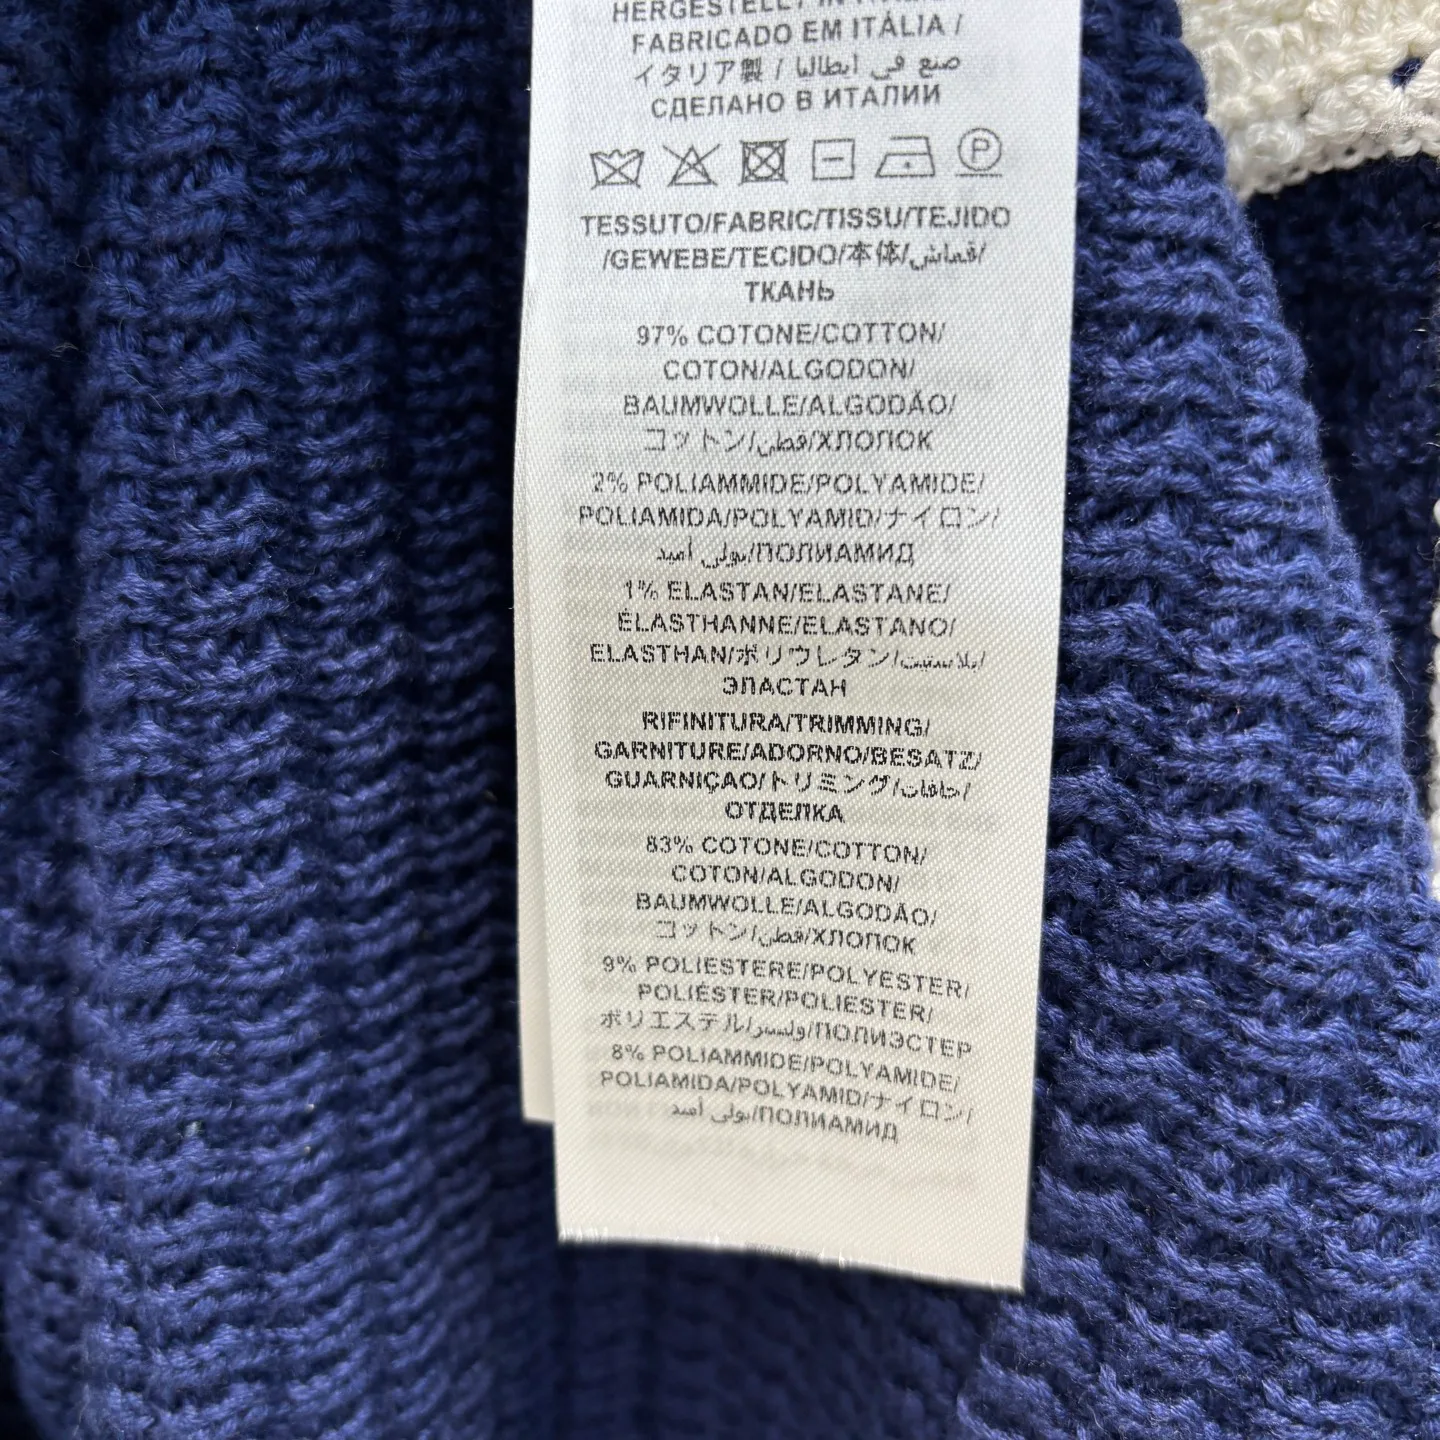 HERGESTELLT IN
FABRICADO EM ITÁLIA /
イタリア製 / صنع في ايطاليا
СДЕЛАНО В ИТАЛИИ
P
TESSUTO/FABRIC/TISSU/TEJIDO
/GEWEBE/TECIDO/本体/قماش/
ТКАНЬ
97% COTONE/COTTON/
COTON/ALGODON/
BAUMWOLLE/ALGODÃO/
コットン/قطن/ХЛОПОК
2% POLIAMMIDE/POLYAMIDE/
POLIAMIDA/POLYAMID/ナイロン/
بولي أميد/ПОЛИАМИД
1% ELASTAN/ELASTANE/
ÉLASTHANNE/ELASTANO/
ELASTHAN/ポリウレタン/إيلاستيت/
ЭЛАСТАН
RIFINITURA/TRIMMING/
GARNITURE/ADORNO/BESATZ/
GUARNIÇAO/トリミング/حافات/
ОТДЕЛКА
83% COTONE/COTTON/
COTON/ALGODON/
BAUMWOLLE/ALGODÃO/
コットン/قطن/ХЛОПОК
9% POLIESTERE/POLYESTER/
POLIÉSTER/POLIESTER/
ポリエステル/ولستر/ПОЛИЭСТЕР
8% POLIAMMIDE/POLYAMIDE/
POLIAMIDA/POLYAMID/ナイロン/
بولي أميد/ПОЛИАМИД